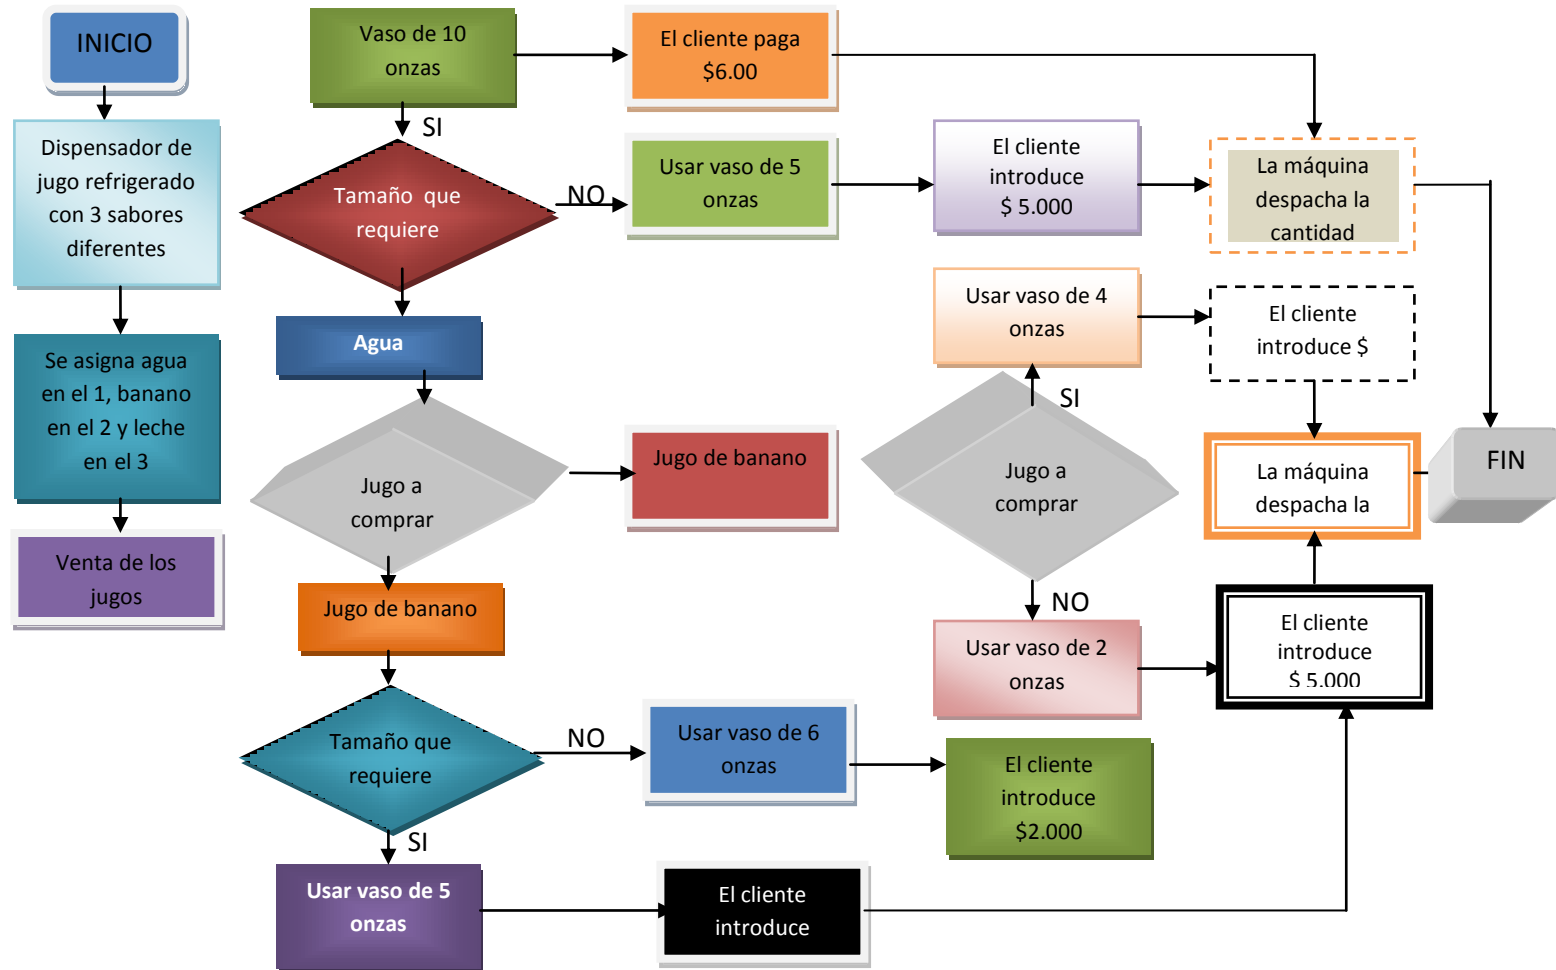 INICIO
Dispensador de
jugo refrigerado
con 3 sabores
diferentes
Se asigna agua
en el 1, banano
en el 2 y leche
en el 3
Venta de los
jugos
Vaso de 10
onzas
El cliente paga
$6.00
SI
Tamaño que
requiere
NO
Usar vaso de 5
onzas
El cliente
introduce
$ 5.000
La máquina
despacha la
cantidad
Agua
Usar vaso de 4
onzas
El cliente
introduce $
Jugo a
comprar
Jugo de banano
SI
Jugo a
comprar
NO
La máquina
despacha la
FIN
Jugo de banano
Usar vaso de 2
onzas
El cliente
introduce
$ 5.000
Tamaño que
requiere
NO
Usar vaso de 6
onzas
El cliente
introduce
$2.000
SI
Usar vaso de 5
onzas
El cliente
introduce